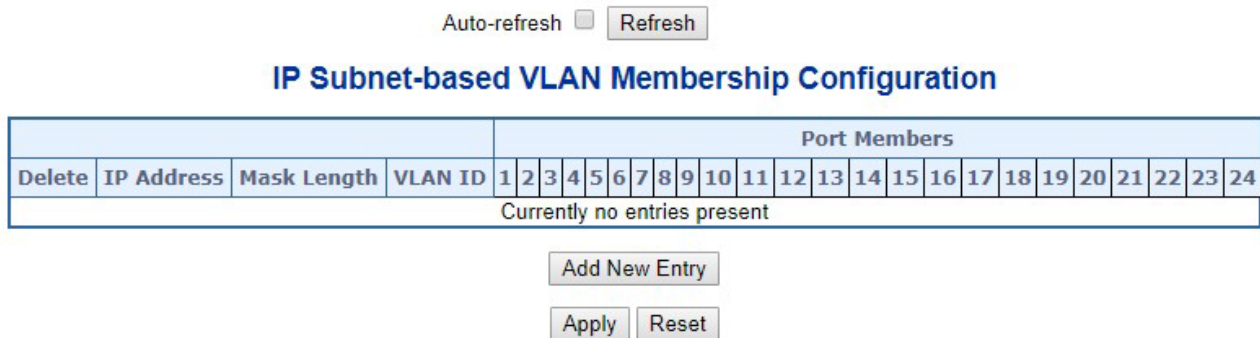 Auto-refresh Refresh
IP Subnet-based VLAN Membership Configuration
Port Members
Delete IP Address Mask Length VLAN ID 1 2 3 4 5 6 7 8 9 10 11 12 13 14 15 16 17 18 19 20 21 22 23 24
Currently no entries present
Add New Entry
Apply Reset